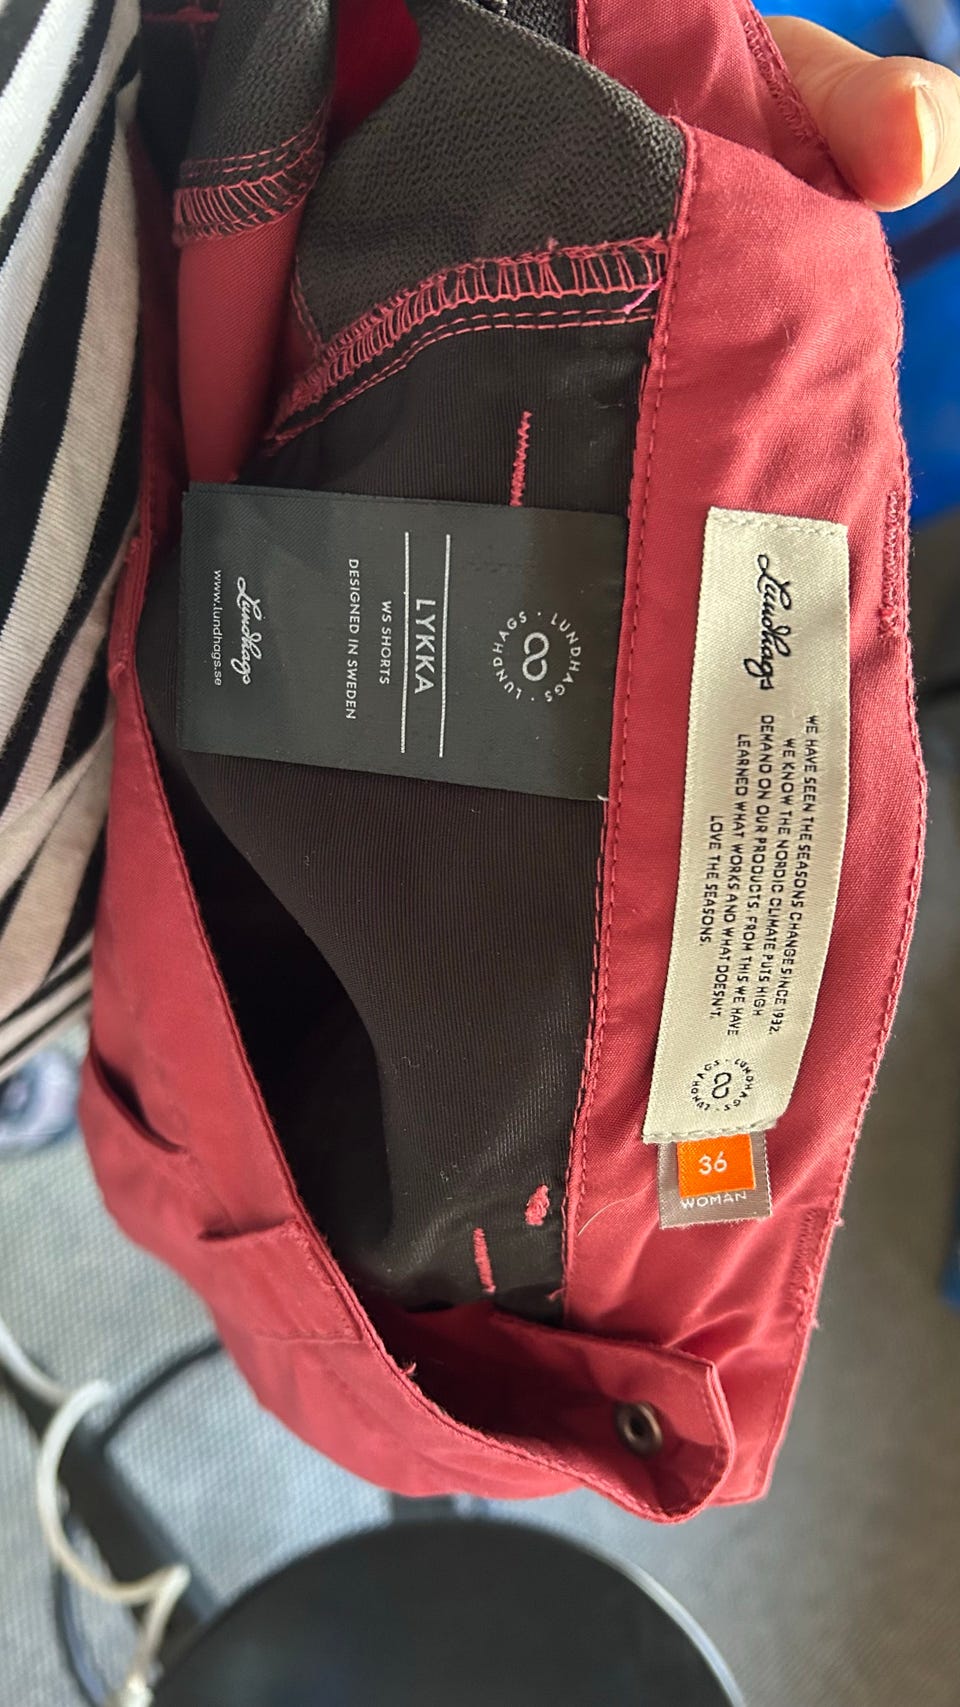 Lundhags
WE HAVE SEEN THE SEASONS CHANGE SINCE 1932.
WE KNOW THE NORDIC CLIMATE PUTS HIGH
DEMAND ON OUR PRODUCTS. FROM THIS WE HAVE
LEARNED WHAT WORKS AND WHAT DOESN'T.
LOVE THE SEASONS.
LUNDHAGS · LUNDHAGS ·
36
WOMAN
LUNDHAGS · LUNDHAGS ·
LYKKA
WS SHORTS
DESIGNED IN SWEDEN
Lundhags
www.lundhags.se